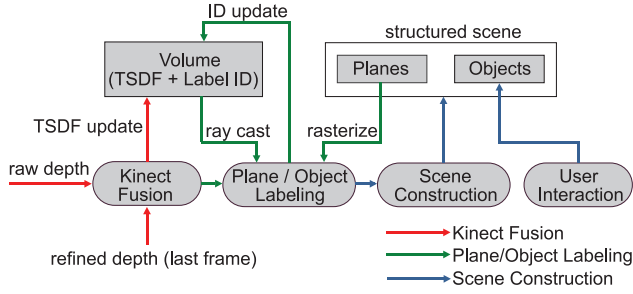 ID update
structured scene
Volume
(TSDF + Label ID)
Planes
Objects
TSDF update
ray cast
rasterize
raw depth
Kinect
Fusion
Plane / Object
Labeling
Scene
Construction
User
Interaction
refined depth (last frame)
Kinect Fusion
Plane/Object Labeling
Scene Construction